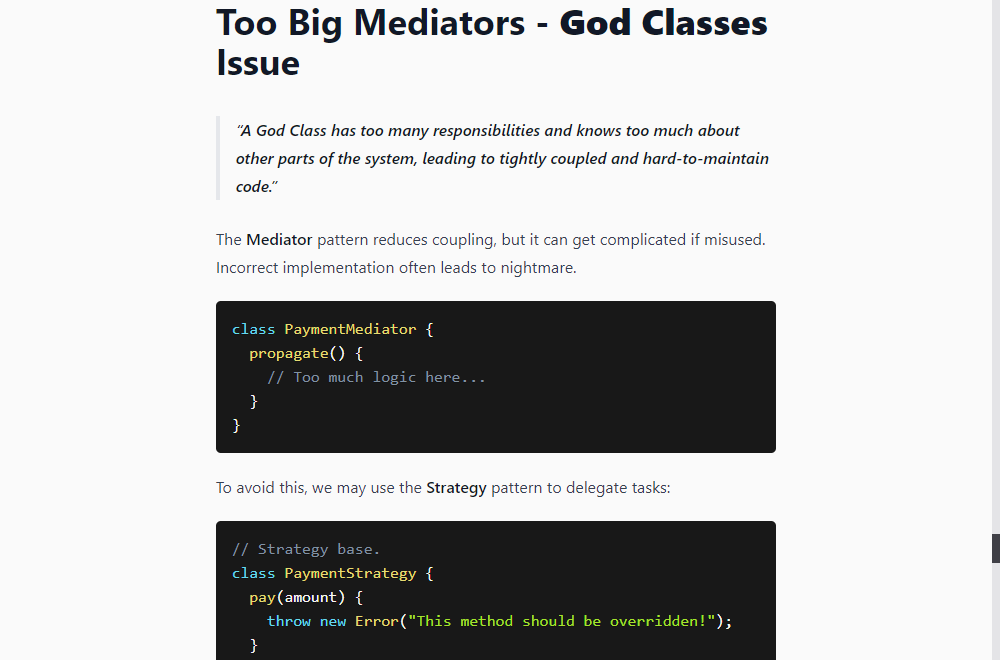 Too Big Mediators - God Classes
Issue
“A God Class has too many responsibilities and knows too much about
other parts of the system, leading to tightly coupled and hard-to-maintain
code.”
The Mediator pattern reduces coupling, but it can get complicated if misused.
Incorrect implementation often leads to nightmare.
class PaymentMediator {
  propagate() {
    // Too much logic here...
  }
}
To avoid this, we may use the Strategy pattern to delegate tasks:
// Strategy base.
class PaymentStrategy {
  pay(amount) {
    throw new Error("This method should be overridden!");
  }